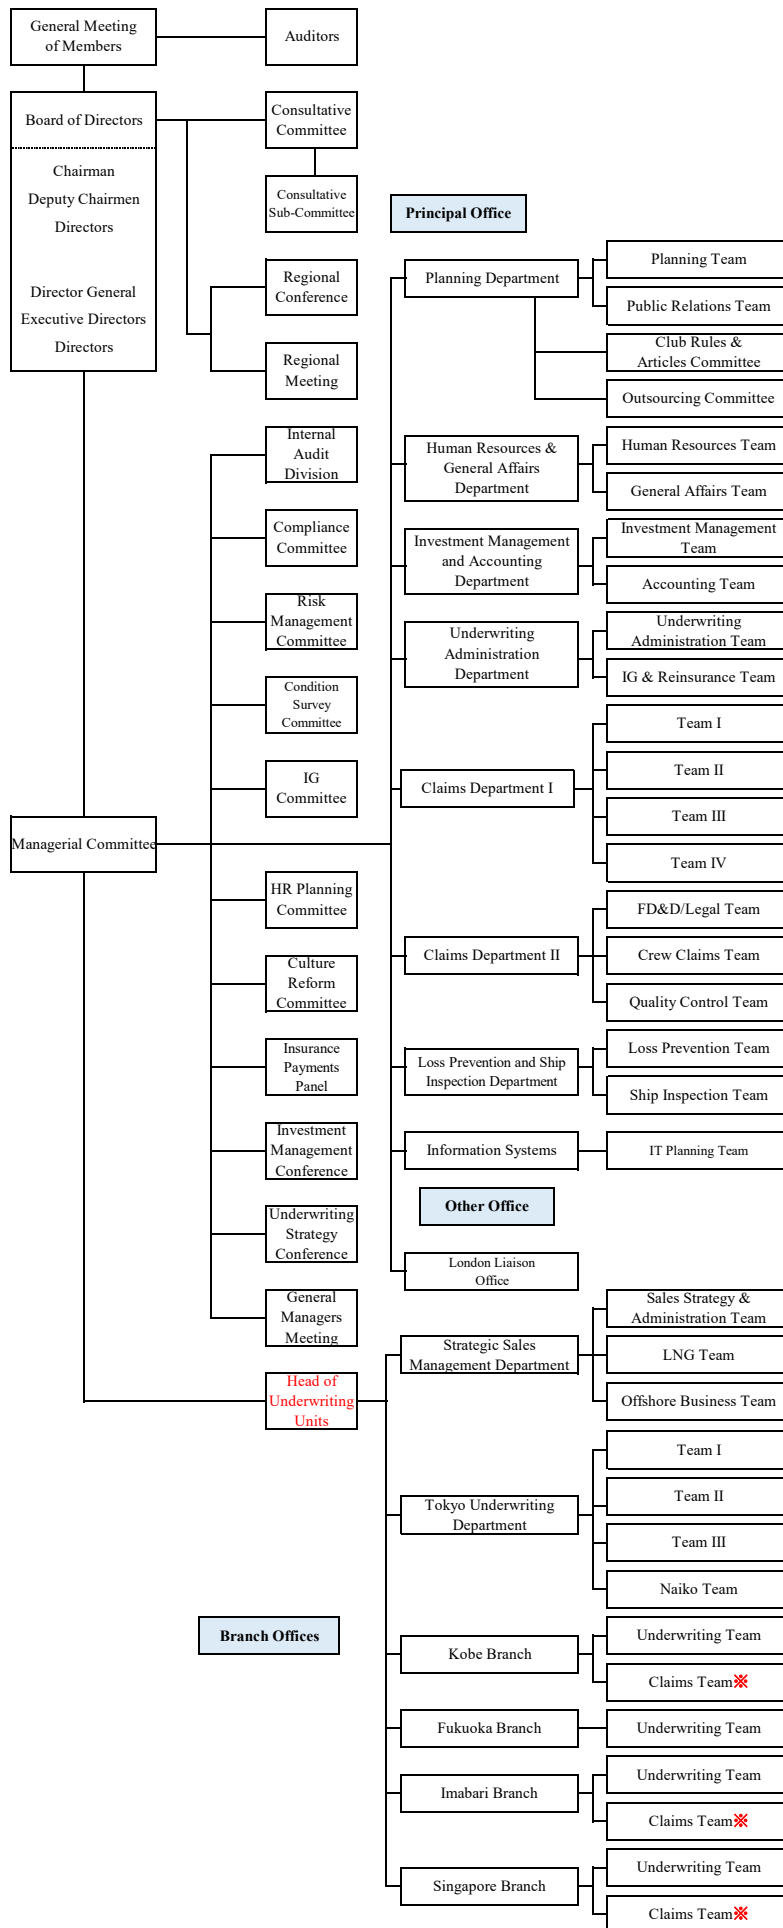 General Meeting
of Members
Auditors
Board of Directors
Chairman
Deputy Chairmen
Directors
Director General
Executive Directors
Directors
Consultative
Committee
Consultative
Sub-Committee
Regional
Conference
Regional
Meeting
Internal
Audit
Division
Compliance
Committee
Risk
Management
Committee
Condition
Survey
Committee
IG
Committee
Managerial Committee
HR Planning
Committee
Culture
Reform
Committee
Insurance
Payments
Panel
Investment
Management
Conference
Underwriting
Strategy
Conference
General
Managers
Meeting
Head of
Underwriting
Units
Principal Office
Planning Department
Planning Team
Public Relations Team
Club Rules &
Articles Committee
Outsourcing Committee
Human Resources &
General Affairs
Department
Human Resources Team
General Affairs Team
Investment Management
and Accounting
Department
Investment Management
Team
Accounting Team
Underwriting
Administration
Department
Underwriting
Administration Team
IG & Reinsurance Team
Claims Department I
Team I
Team II
Team III
Team IV
Claims Department II
FD&D/Legal Team
Crew Claims Team
Quality Control Team
Loss Prevention and Ship
Inspection Department
Loss Prevention Team
Ship Inspection Team
Information Systems
IT Planning Team
Other Office
London Liaison
Office
Strategic Sales
Management Department
Sales Strategy &
Administration Team
LNG Team
Offshore Business Team
Tokyo Underwriting
Department
Team I
Team II
Team III
Naiko Team
Branch Offices
Kobe Branch
Underwriting Team
Claims Team※
Fukuoka Branch
Underwriting Team
Imabari Branch
Underwriting Team
Claims Team※
Singapore Branch
Underwriting Team
Claims Team※